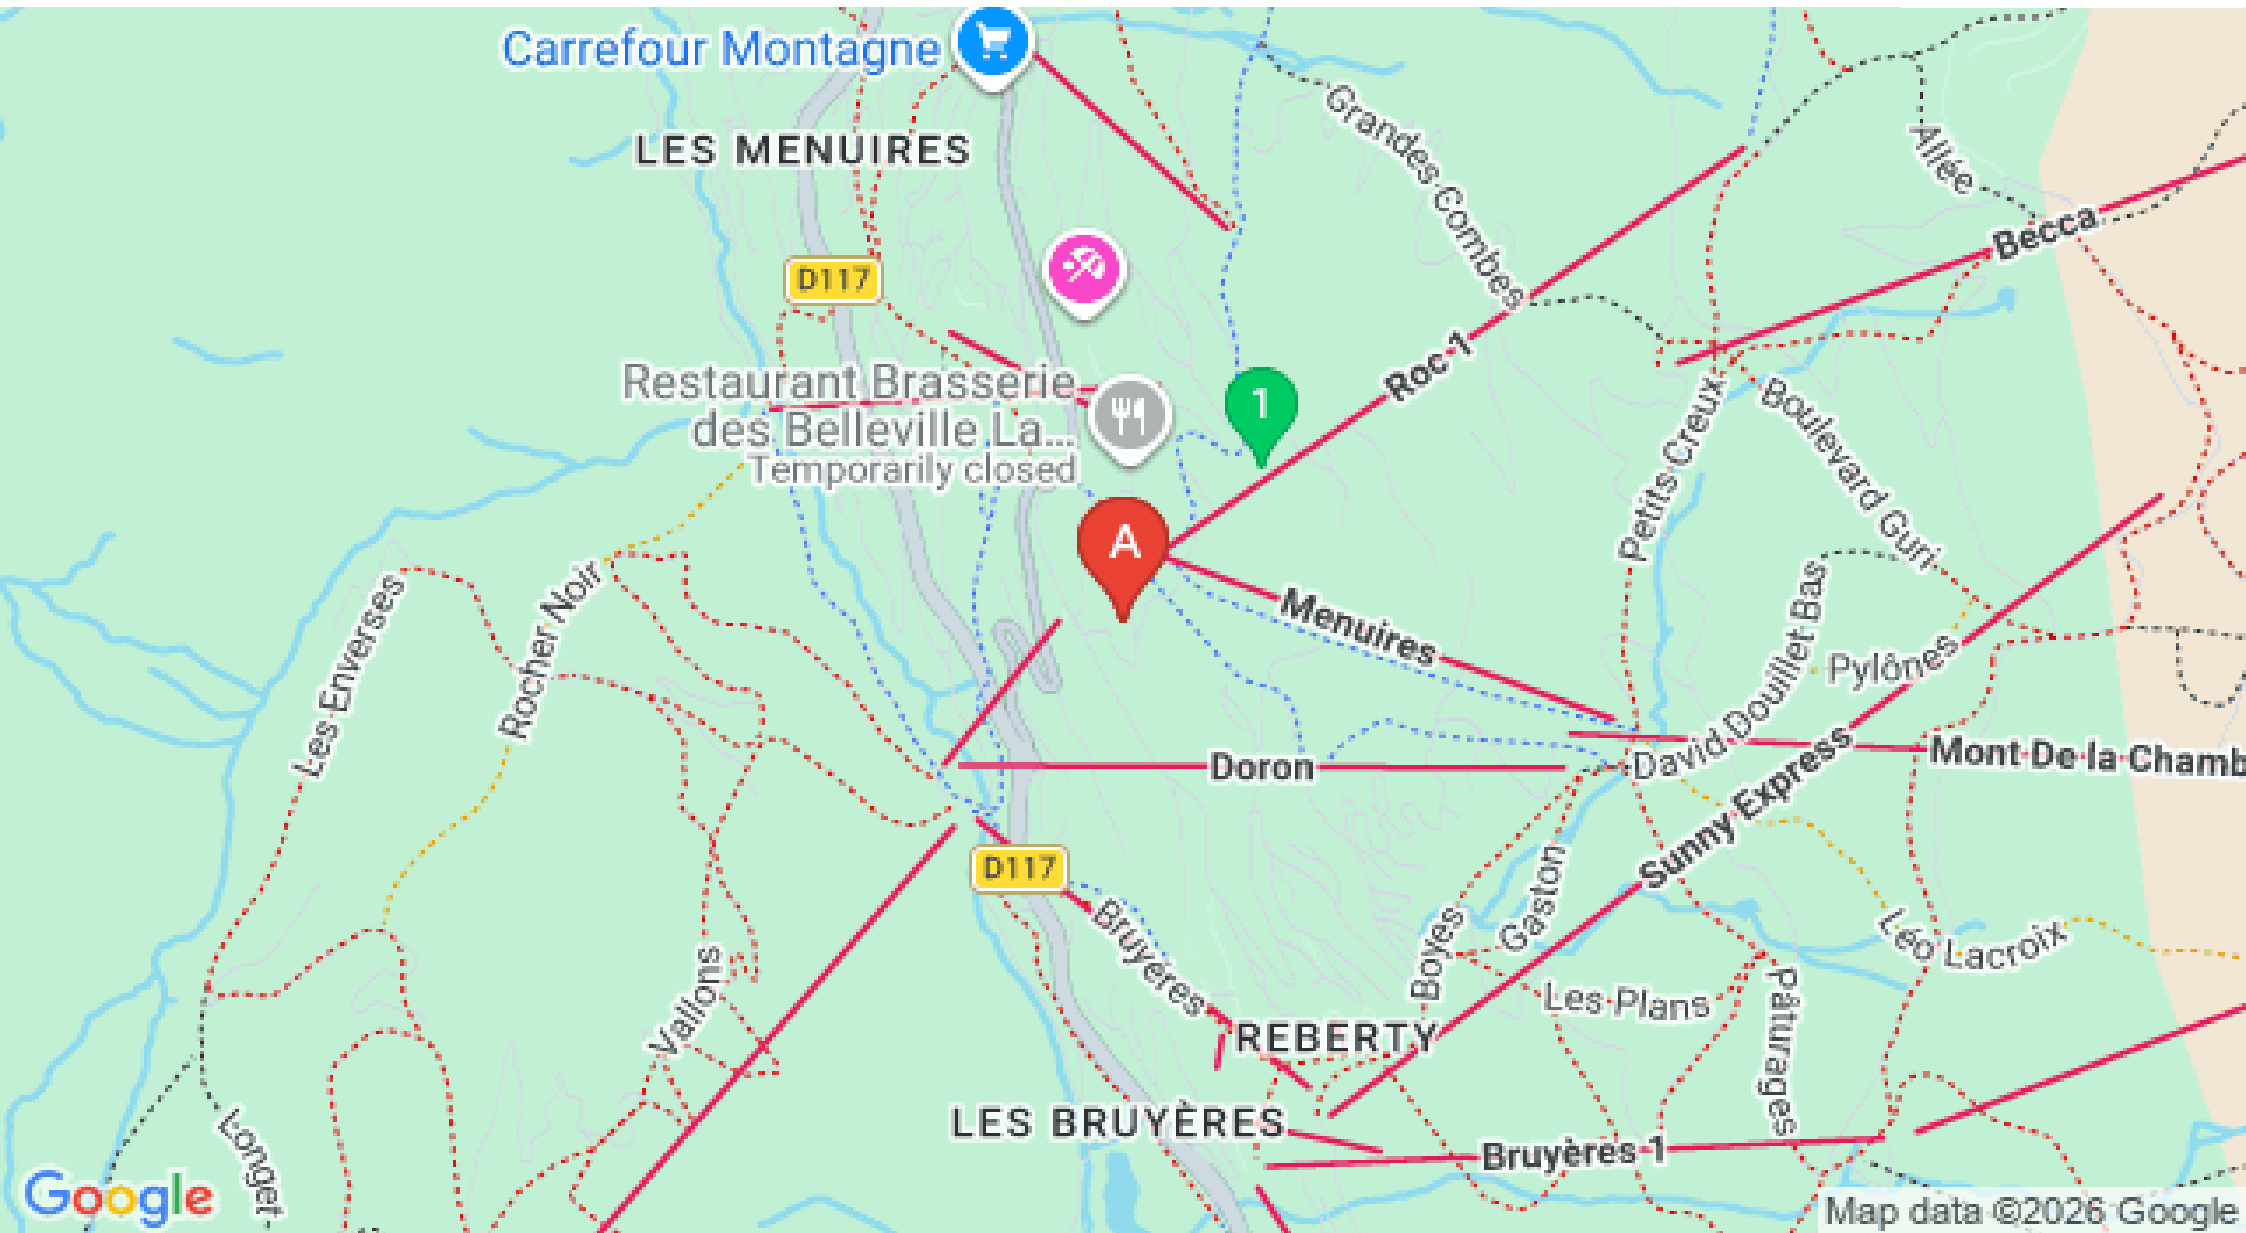 Carrefour Montagne
LES MENUIRES
Grandes Combes
Allée
Becca
D117
Roc 1
Restaurant Brasserie
des Belleville La...
Temporarily closed
1
A
Petits Creux
Boulevard Guri
Les Enverses
Rocher Noir
Menuires
David Douillet Bas
Pylônes
Doron
Mont De la Chamb
Sunny Express
D117
Bruyères
Vallons
Boyes
Gaston
Léo Lacroix
Les Plans
Pâturages
REBERTY
LES BRUYÈRES
Bruyères 1
Longet
Google
Map data ©2026 Google